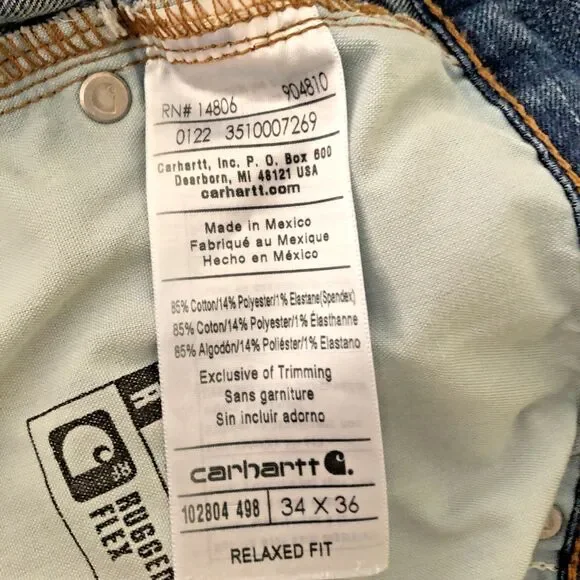 RN# 14806 904810
0122 3510007269
Carhartt, Inc. P. O. Box 600
Dearborn, MI 48121 USA
carhartt.com
Made in Mexico
Fabriqué au Mexique
Hecho en México
85% Cotton/14% Polyester/1% Elastane(Spandex)
85% Coton/14% Polyester/1% Élasthanne
85% Algodón/14% Poliéster/1% Elastano
Exclusive of Trimming
Sans garniture
Sin incluir adorno
carhartt
102804 498 34 X 36
RELAXED FIT
FLEX